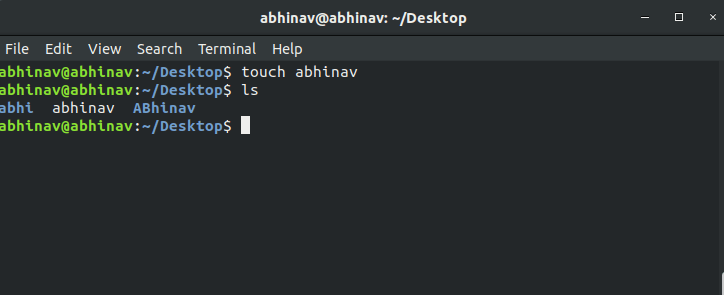 abhinav@abhinav: ~/Desktop
File Edit View Search Terminal Help
abhinav@abhinav:~/Desktop$ touch abhinav
abhinav@abhinav:~/Desktop$ ls
abhi  abhinav  ABhinav
abhinav@abhinav:~/Desktop$